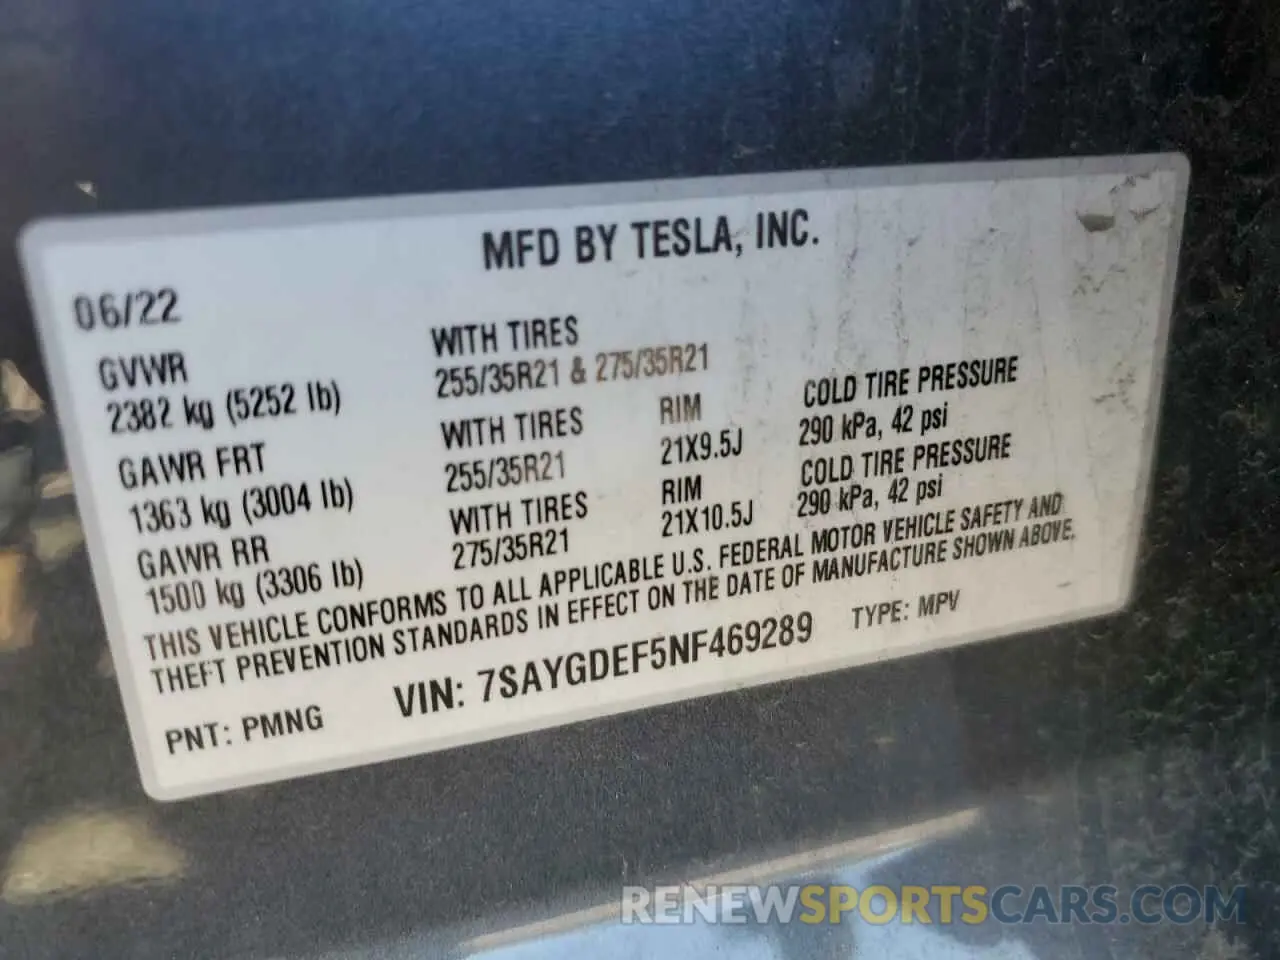 MFD BY TESLA, INC.
06/22
GVWR
2382 kg (5252 lb)
WITH TIRES
255/35R21 & 275/35R21
GAWR FRT
1363 kg (3004 lb)
WITH TIRES
255/35R21
RIM
21X9.5J
COLD TIRE PRESSURE
290 kPa, 42 psi
GAWR RR
1500 kg (3306 lb)
WITH TIRES
275/35R21
RIM
21X10.5J
COLD TIRE PRESSURE
290 kPa, 42 psi
THIS VEHICLE CONFORMS TO ALL APPLICABLE U.S. FEDERAL MOTOR VEHICLE SAFETY AND
THEFT PREVENTION STANDARDS IN EFFECT ON THE DATE OF MANUFACTURE SHOWN ABOVE.
PNT: PMNG
VIN: 7SAYGDEF5NF469289
TYPE: MPV
RENEWSPORTSCARS.COM